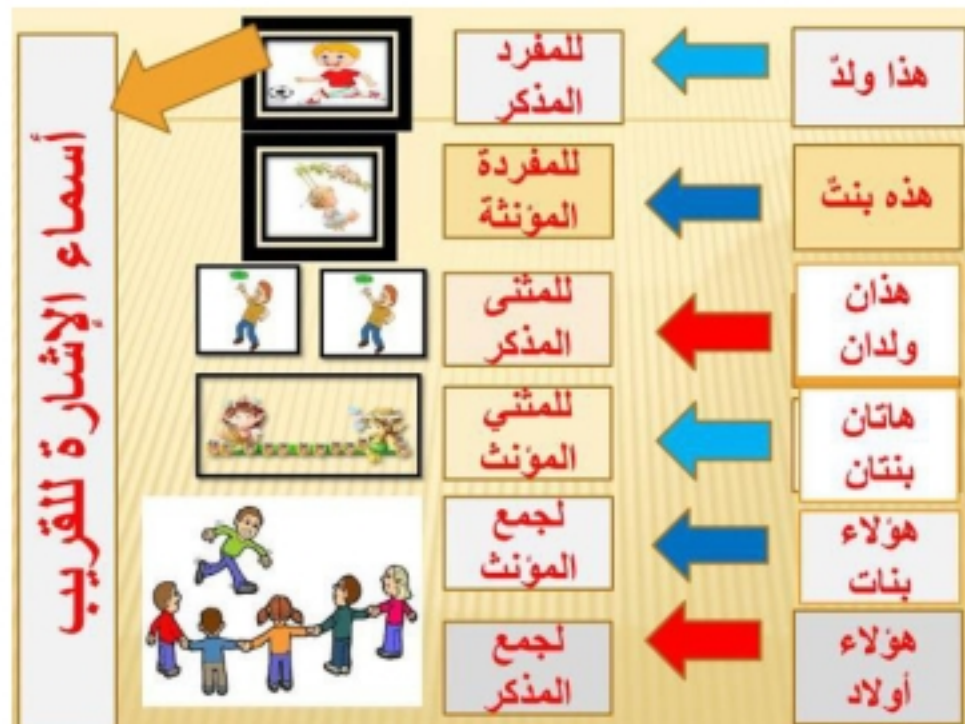 هذا ولدٌ
للمفرد
المذكر
هذه بنتٌ
للمفردة
المؤنثة
هذان
ولدان
للمثنى
المذكر
هاتان
بنتان
للمثني
المؤنث
هؤلاء
بنات
لجمع
المؤنث
هؤلاء
أولاد
لجمع
المذكر
أسماء الإشارة للقريب